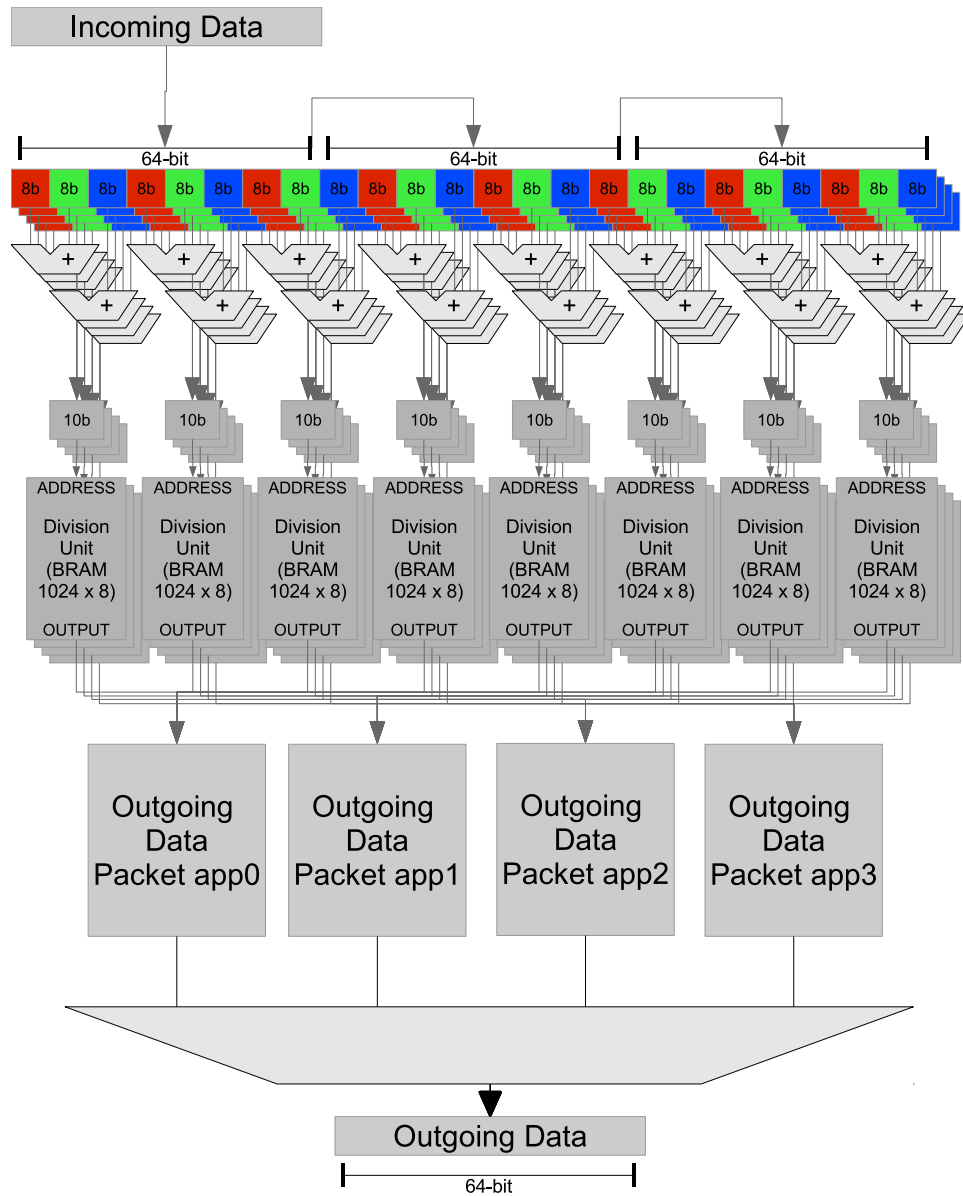 Incoming Data
64-bit 64-bit 64-bit
8b 8b 8b 8b 8b 8b 8b 8b 8b 8b 8b 8b 8b 8b 8b 8b 8b 8b 8b 8b 8b 8b 8b 8b
+ + + + + + + +
+ + + + + + + +
10b 10b 10b 10b 10b 10b 10b 10b
ADDRESS ADDRESS ADDRESS ADDRESS ADDRESS ADDRESS ADDRESS ADDRESS
Division Division Division Division Division Division Division Division
Unit Unit Unit Unit Unit Unit Unit Unit
(BRAM (BRAM (BRAM (BRAM (BRAM (BRAM (BRAM (BRAM
1024 x 8) 1024 x 8) 1024 x 8) 1024 x 8) 1024 x 8) 1024 x 8) 1024 x 8) 1024 x 8)
OUTPUT OUTPUT OUTPUT OUTPUT OUTPUT OUTPUT OUTPUT OUTPUT
Outgoing Outgoing Outgoing Outgoing
Data Data Data Data
Packet app0 Packet app1 Packet app2 Packet app3
Outgoing Data
64-bit